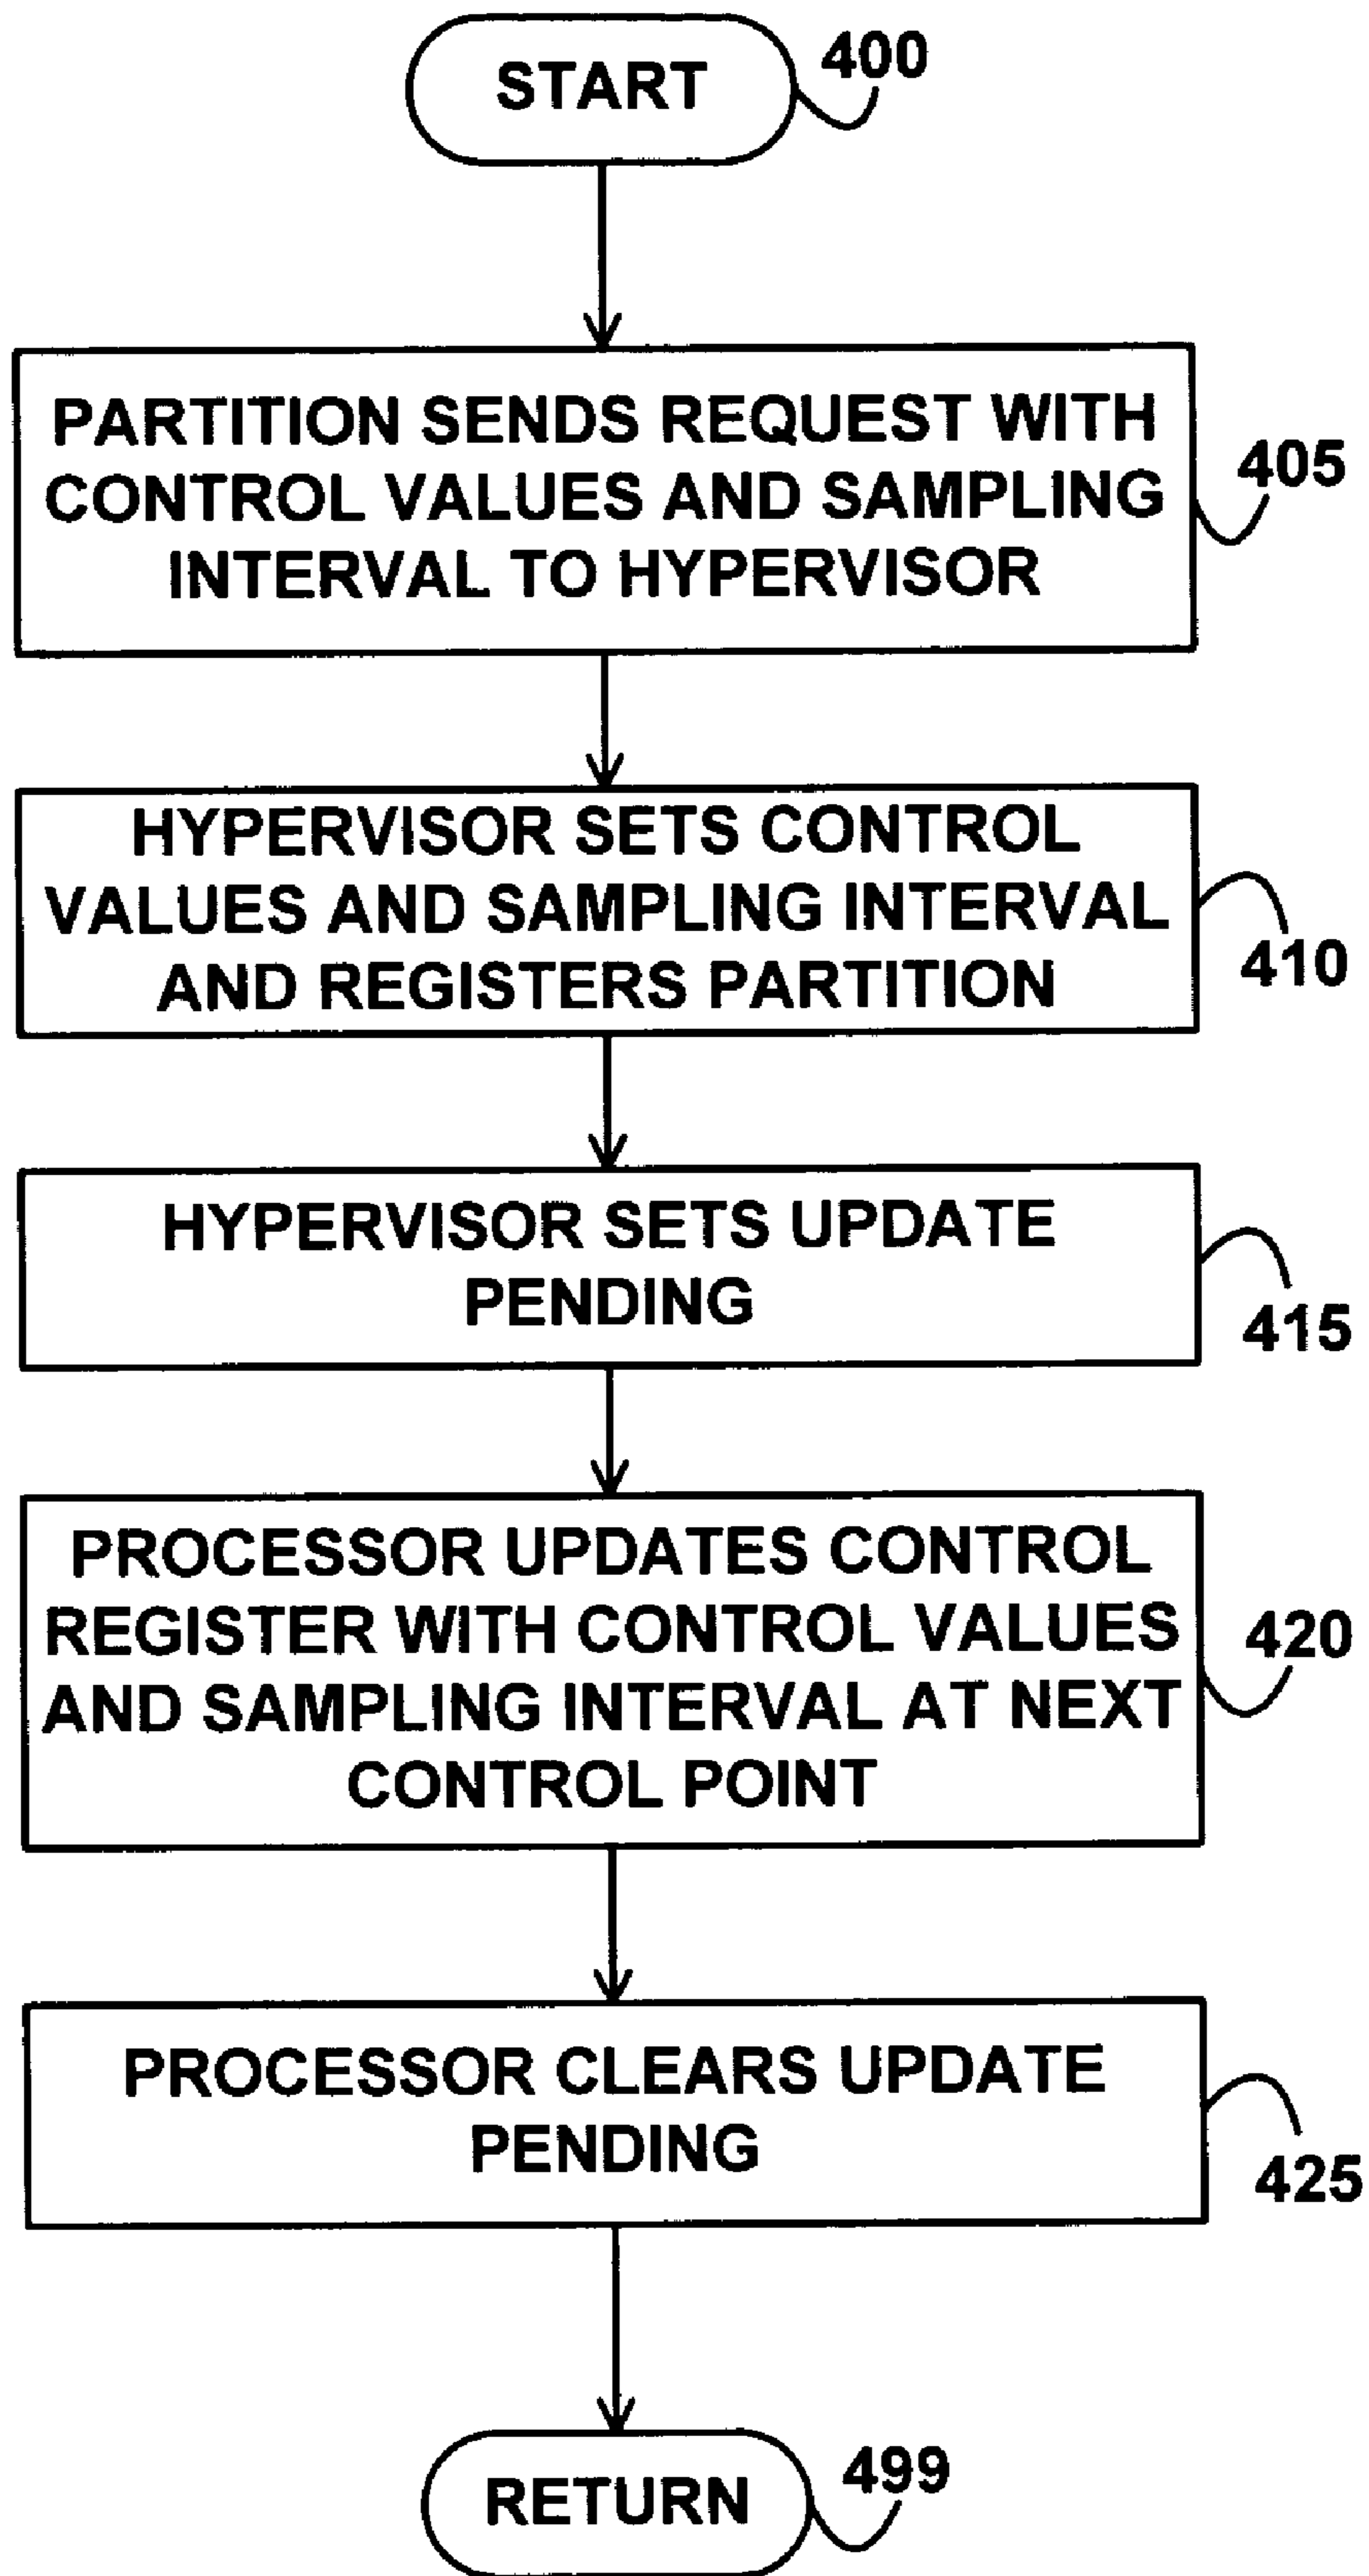 START
400
PARTITION SENDS REQUEST WITH
CONTROL VALUES AND SAMPLING
INTERVAL TO HYPERVISOR
405
HYPERVISOR SETS CONTROL
VALUES AND SAMPLING INTERVAL
AND REGISTERS PARTITION
410
HYPERVISOR SETS UPDATE
PENDING
415
PROCESSOR UPDATES CONTROL
REGISTER WITH CONTROL VALUES
AND SAMPLING INTERVAL AT NEXT
CONTROL POINT
420
PROCESSOR CLEARS UPDATE
PENDING
425
RETURN
499